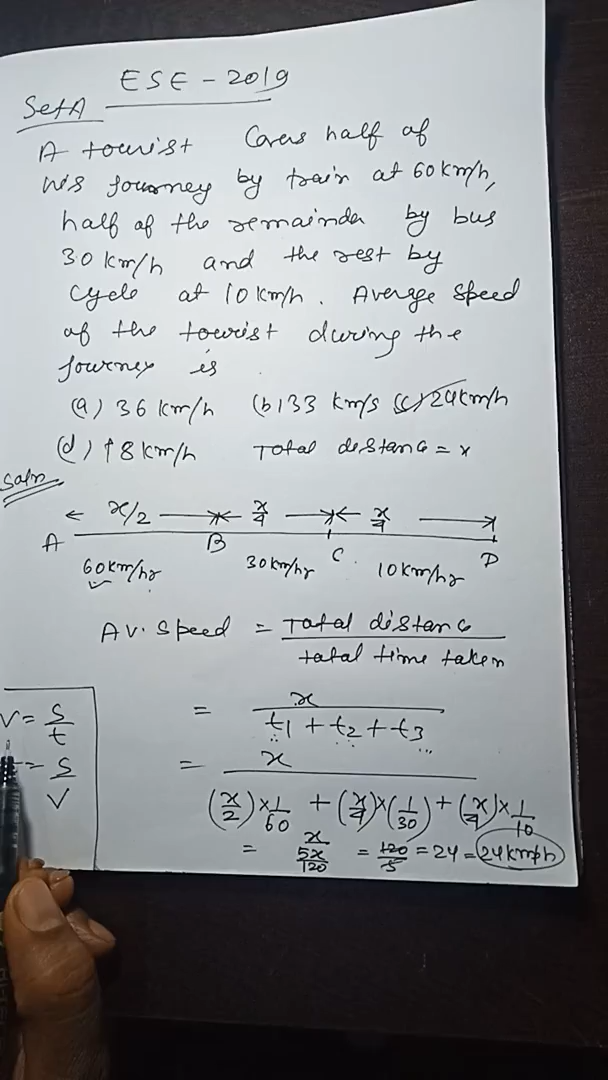 ESE - 2019
Set A
A tourist Covers half of
his journey by train at 60 km/h,
half of the remainder by bus
30 km/h and the rest by
cycle at 10 km/h. Average speed
of the tourist during the
journey is
(a) 36 km/h (b) 33 km/s (c) 24 km/h
(d) 18 km/h Total distance = x
Soln
x/2 x/4 x/4
A B C D
60 km/hr 30 km/hr 10 km/hr
Av. Speed = Total distance / total time taken
= x / t1 + t2 + t3
V = S/t
t = S/V
= x / (x/2) × 1/60 + (x/4) × (1/30) + (x/4) × 1/10
= x / 5x/120 = 120/5 = 24 = 24 kmph